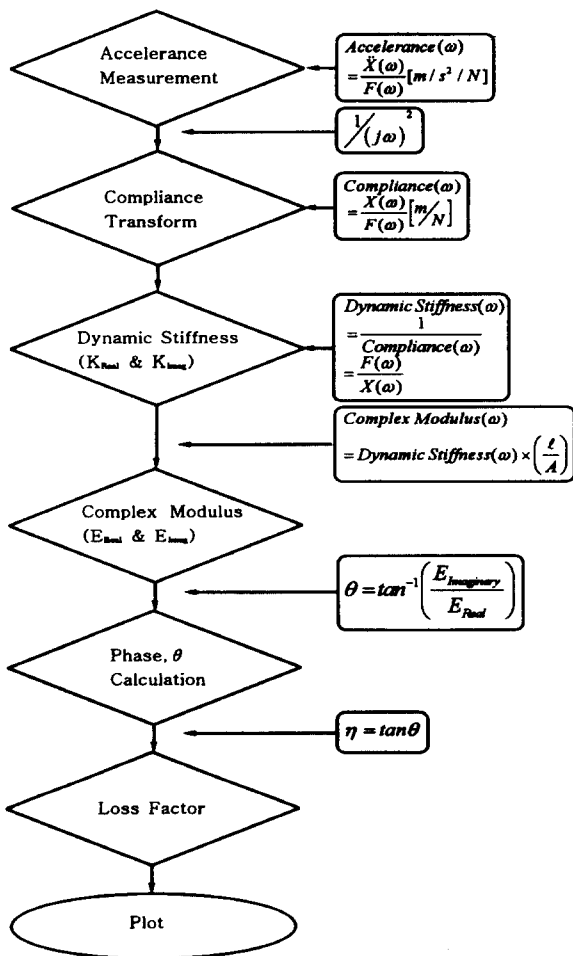 Accelerance
Measurement
Accelerance(ω)
= Ẍ(ω)/F(ω) [m/s²/N]
1/(jω)²
Compliance
Transform
Compliance(ω)
= X(ω)/F(ω) [m/N]
Dynamic Stiffness
(K_Real & K_Imag)
Dynamic Stiffness(ω)
= 1/Compliance(ω)
= F(ω)/X(ω)
Complex Modulus(ω)
= Dynamic Stiffness(ω) × (ℓ/A)
Complex Modulus
(E_Real & E_Imag)
θ = tan⁻¹(E_Imaginary/E_Real)
Phase, θ
Calculation
η = tanθ
Loss Factor
Plot